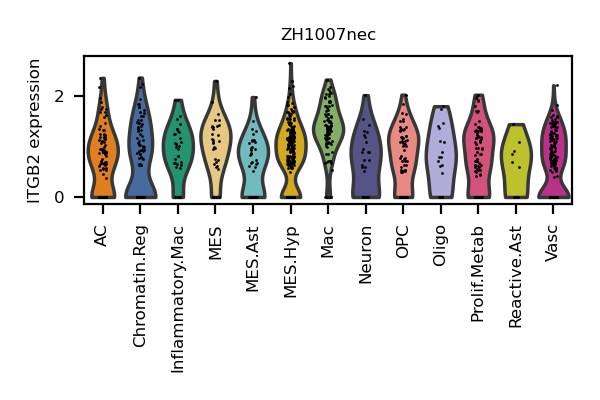 ZH1007nec
ITGB2 expression
2
0
AC
Chromatin.Reg
Inflammatory.Mac
MES
MES.Ast
MES.Hyp
Mac
Neuron
OPC
Oligo
Prolif.Metab
Reactive.Ast
Vasc